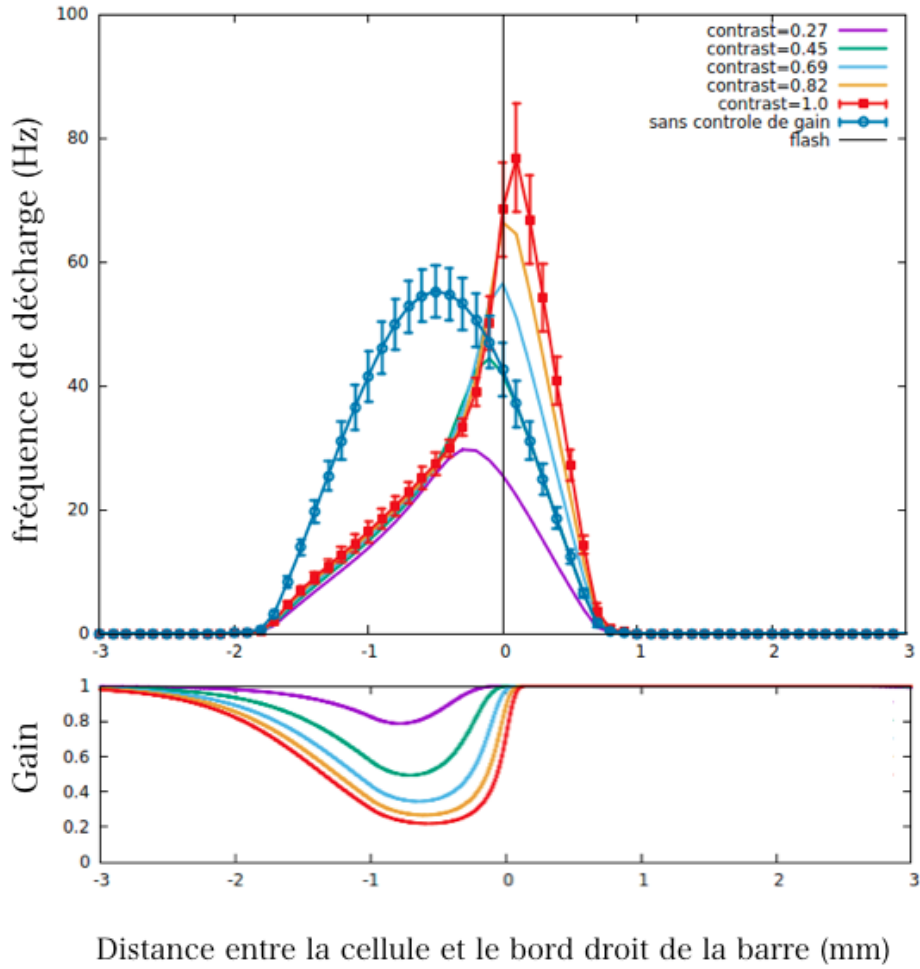 100
80
60
40
20
0
fréquence de décharge (Hz)
contrast=0.27
contrast=0.45
contrast=0.69
contrast=0.82
contrast=1.0
sans controle de gain
flash
-3 -2 -1 0 1 2 3
1
0.8
0.6
0.4
0.2
0
Gain
-3 -2 -1 0 1 2 3
Distance entre la cellule et le bord droit de la barre (mm)